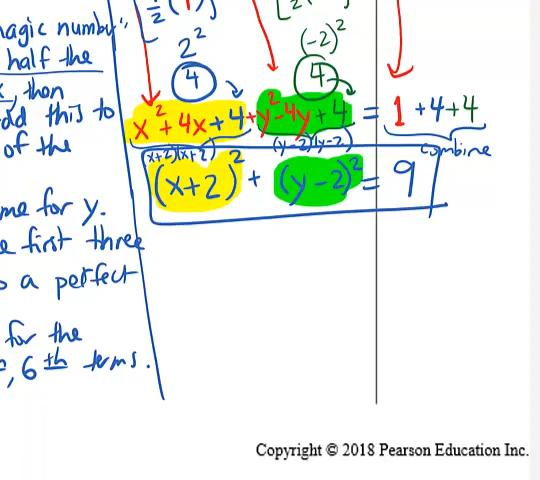 magic number:
half the
then
add this to
of the
2²
(-2)²
4
4
x² + 4x + 4 + y² - 4y + 4 = 1 + 4 + 4
(x+2)(x+2)
(y-2)(y-2)
combine
(x+2)² + (y-2)² = 9
me for y.
e first three
a perfect
for the
6th terms.
Copyright © 2018 Pearson Education Inc.